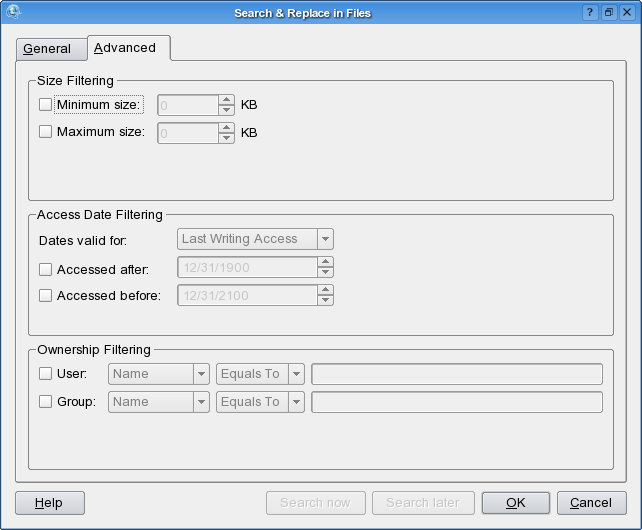 Search & Replace in Files
General Advanced
Size Filtering
Minimum size: 0 KB
Maximum size: 0 KB
Access Date Filtering
Dates valid for: Last Writing Access
Accessed after: 12/31/1900
Accessed before: 12/31/2100
Ownership Filtering
User: Name Equals To
Group: Name Equals To
Help Search now Search later OK Cancel